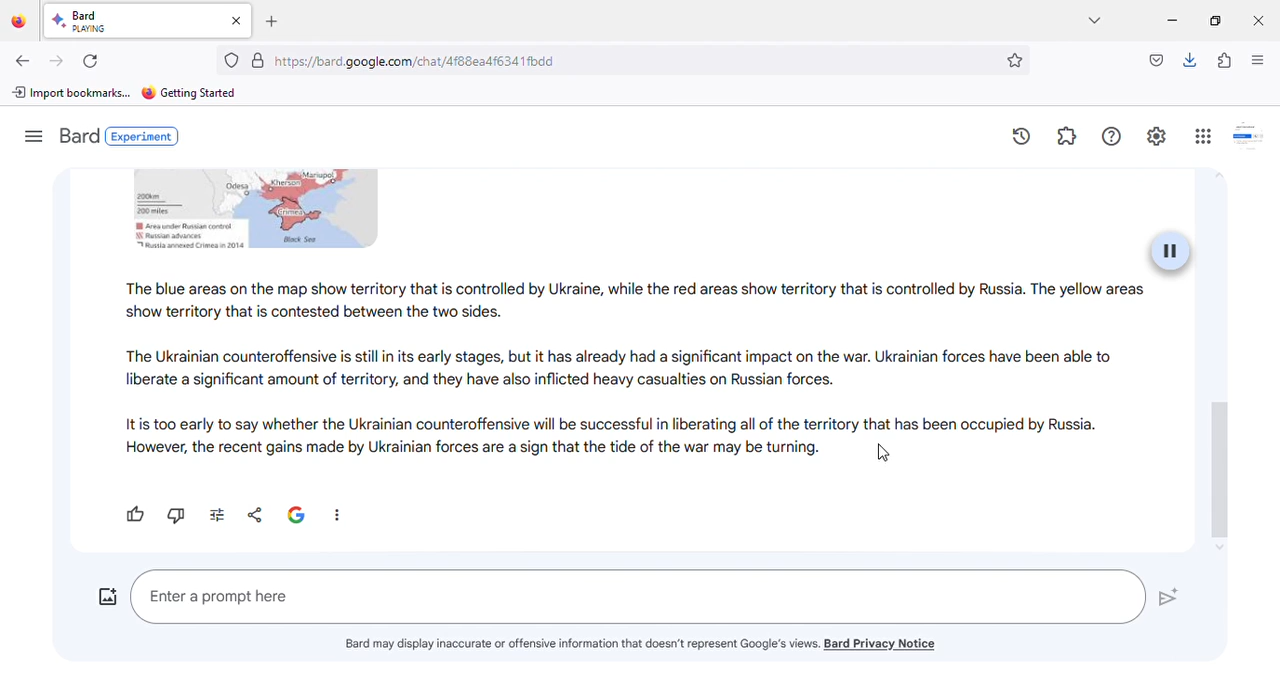 Bard
PLAYING
https://bard.google.com/chat/4f88ea4f6341fbdd
Import bookmarks...
Getting Started
Bard
Experiment
Mariupol
Odesa
Kherson
Crimea
200km
200 miles
Area under Russian control
Russian advances
Russia annexed Crimea in 2014
Black Sea
The blue areas on the map show territory that is controlled by Ukraine, while the red areas show territory that is controlled by Russia. The yellow areas
show territory that is contested between the two sides.
The Ukrainian counteroffensive is still in its early stages, but it has already had a significant impact on the war. Ukrainian forces have been able to
liberate a significant amount of territory, and they have also inflicted heavy casualties on Russian forces.
It is too early to say whether the Ukrainian counteroffensive will be successful in liberating all of the territory that has been occupied by Russia.
However, the recent gains made by Ukrainian forces are a sign that the tide of the war may be turning.
Enter a prompt here
Bard may display inaccurate or offensive information that doesn't represent Google's views. Bard Privacy Notice